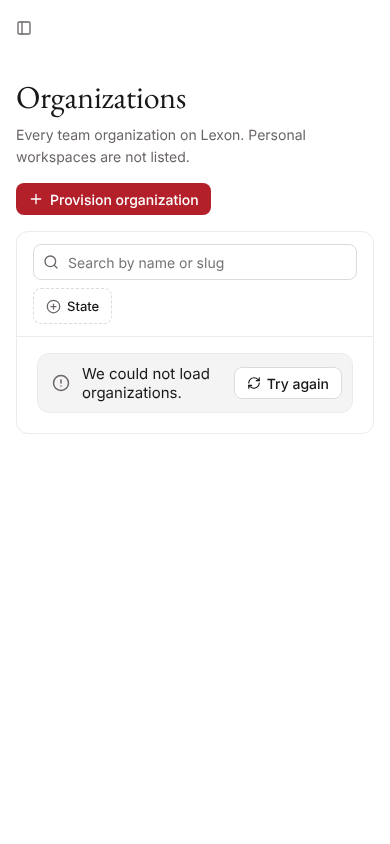 Organizations
Every team organization on Lexon. Personal
workspaces are not listed.
Provision organization
Search by name or slug
State
We could not load
organizations.
Try again